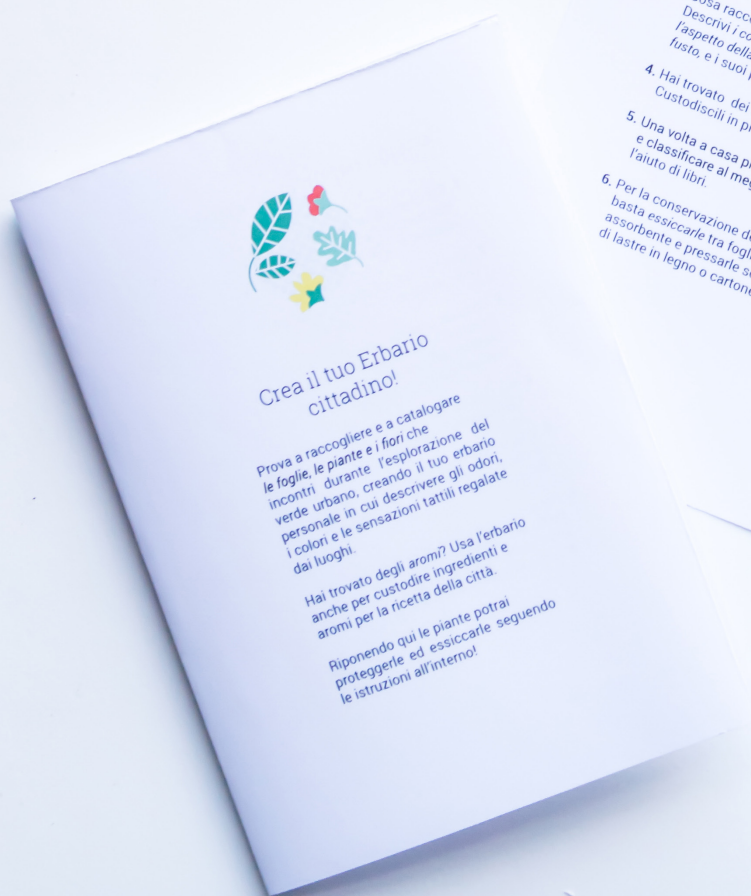 Crea il tuo Erbario
cittadino!
Prova a raccogliere e a catalogare
le foglie, le piante e i fiori che
incontri durante l'esplorazione del
verde urbano, creando il tuo erbario
personale in cui descrivere gli odori,
i colori e le sensazioni tattili regalate
dai luoghi.
Hai trovato degli aromi? Usa l'erbario
anche per custodire ingredienti e
aromi per la ricetta della città.
Riponendo qui le piante potrai
proteggerle ed essiccarle seguendo
le istruzioni all'interno!
Descrivi i
l'aspetto della
fusto, e i suoi
4. Hai trovato dei
Custodiscili in
5. Una volta a casa
e classificare al
l'aiuto di libri.
6. Per la conservazione
basta essiccarle tra
assorbente e pressarle
di lastre in legno o